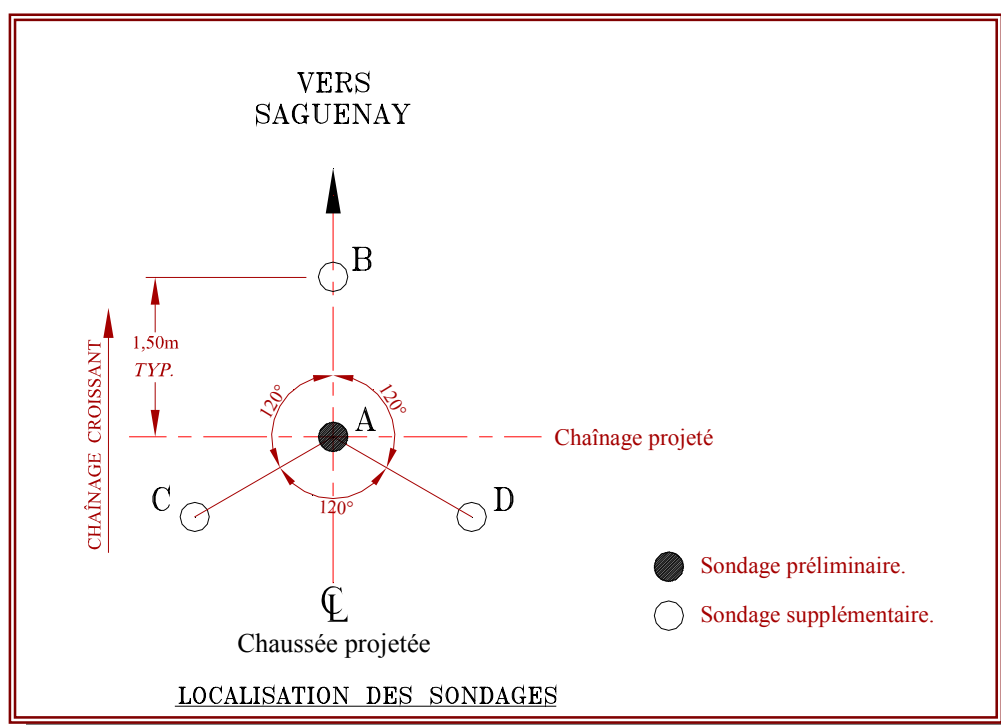 VERS
SAGUENAY
B
1,50m
TYP.
CHAÎNAGE CROISSANT
120°
120°
A
Chaînage projeté
C
D
120°
Sondage préliminaire.
Sondage supplémentaire.
℄
Chaussée projetée
LOCALISATION DES SONDAGES